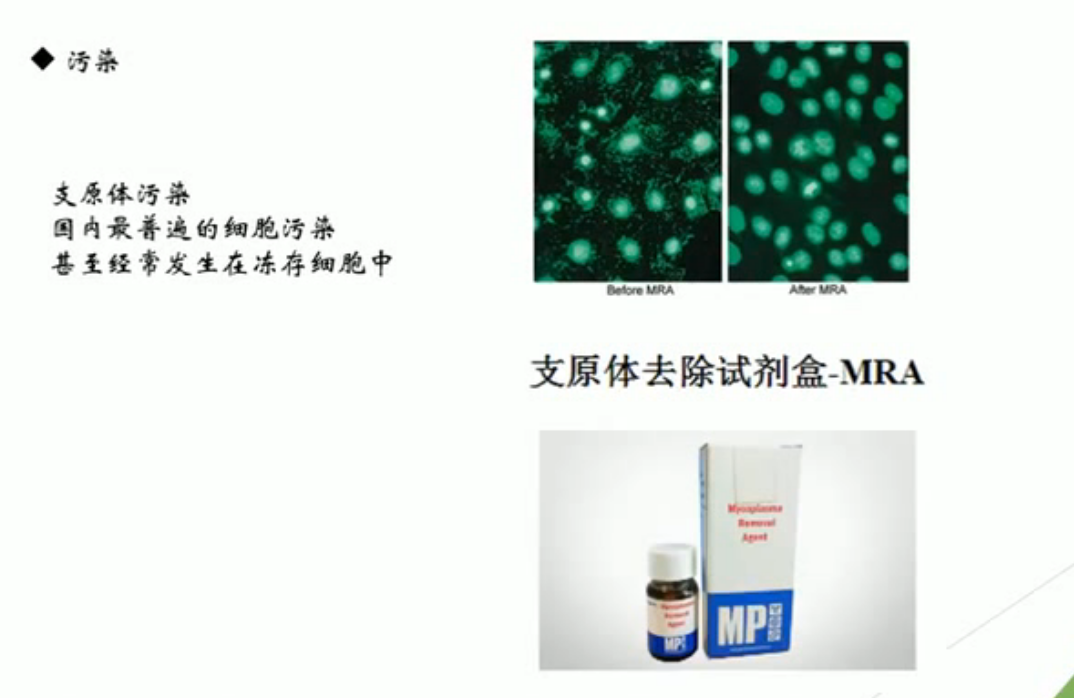 ◆ 污染
支原体污染
国内最普遍的细胞污染
甚至经常发生在冻存细胞中
Before MRA
After MRA
支原体去除试剂盒-MRA
Mycoplasma
Removal
Agent
MP
MP